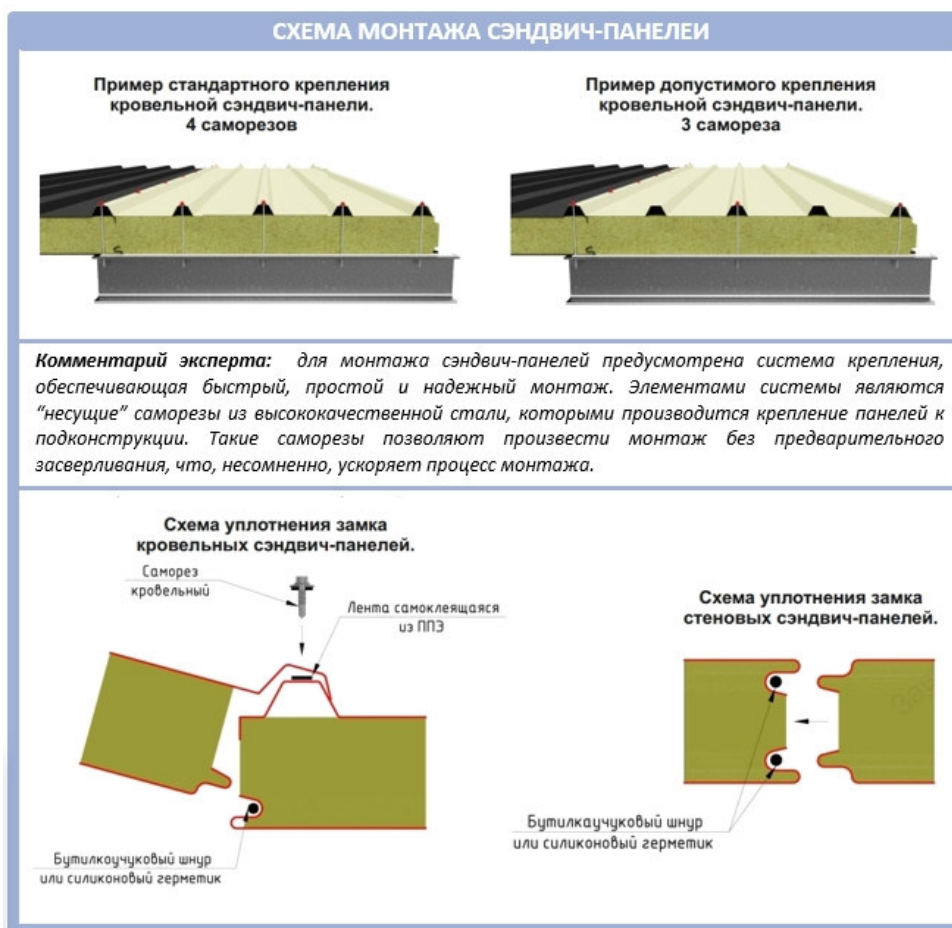 СХЕМА МОНТАЖА СЭНДВИЧ-ПАНЕЛЕЙ
Пример стандартного крепления
кровельной сэндвич-панели.
4 саморезов
Пример допустимого крепления
кровельной сэндвич-панели.
3 самореза
Комментарий эксперта: для монтажа сэндвич-панелей предусмотрена система крепления,
обеспечивающая быстрый, простой и надежный монтаж. Элементами системы являются
“несущие” саморезы из высококачественной стали, которыми производится крепление панелей к
подконструкции. Такие саморезы позволяют произвести монтаж без предварительного
засверливания, что, несомненно, ускоряет процесс монтажа.
Схема уплотнения замка
кровельных сэндвич-панелей.
Саморез
кровельный
Лента самоклеящаяся
из ППЭ
Бутилкоучуковый шнур
или силиконовый герметик
Схема уплотнения замка
стеновых сэндвич-панелей.
Бутилкаучуковый шнур
или силиконовый герметик